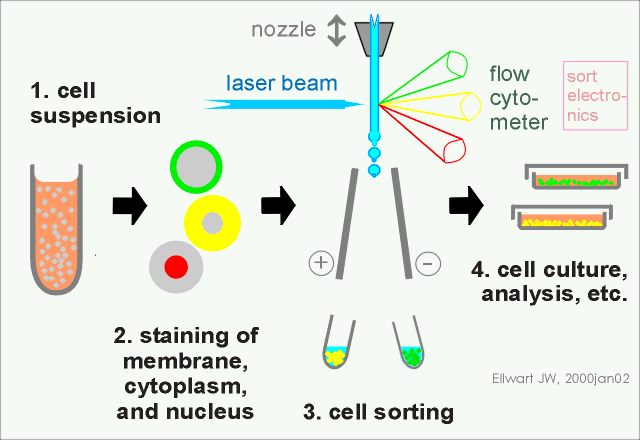 nozzle
laser beam
flow
cyto-
meter
sort
electro-
nics
1. cell
suspension
+
−
2. staining of
membrane,
cytoplasm,
and nucleus
3. cell sorting
4. cell culture,
analysis, etc.
Ellwart JW, 2000jan02